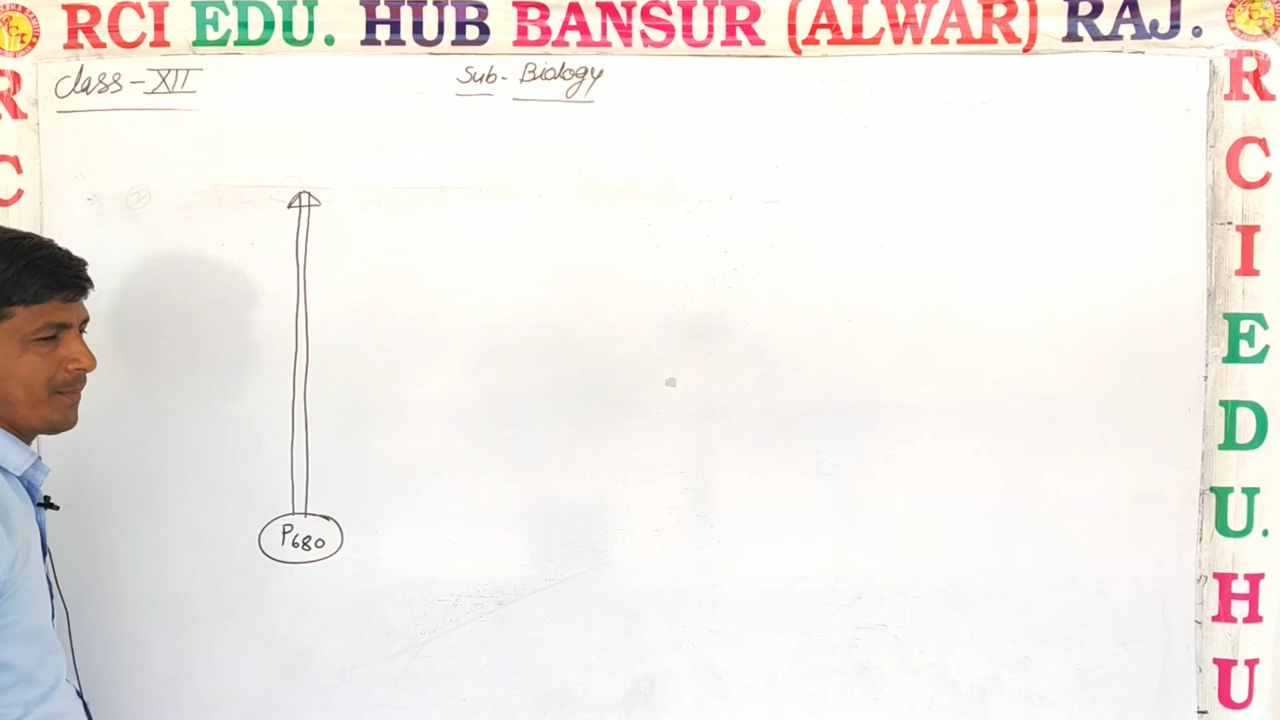 RCI EDU. HUB BANSUR (ALWAR) RAJ.
Class - XII
Sub - Biology
P680
R
C
R
C
I
E
D
U.
H
U